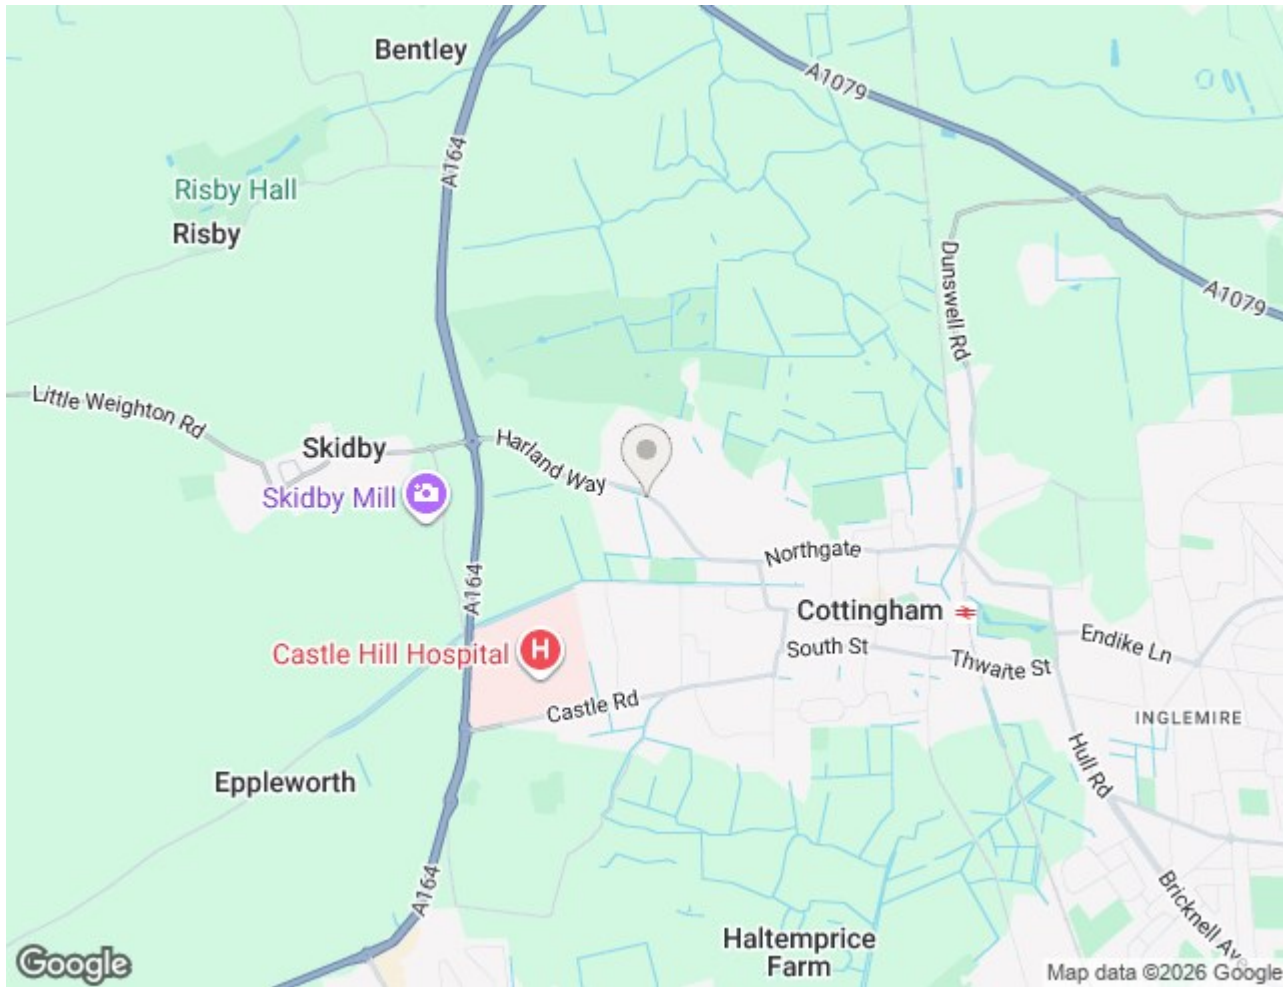 Bentley
A1079
A164
Risby Hall
Risby
Dunswell Rd
A1079
Little Weighton Rd
Skidby
Harland Way
Skidby Mill
Northgate
A164
Cottingham
South St
Endike Ln
Castle Hill Hospital
H
Thwaite St
Castle Rd
INGLEMIRE
Hull Rd
Eppleworth
A164
Bricknell Ave
Haltemprice
Farm
Google
Map data ©2026 Google